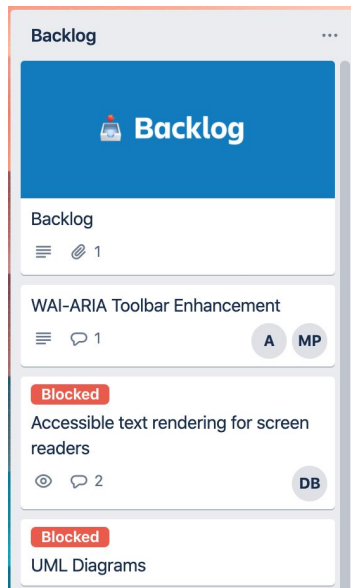 Backlog
Backlog
Backlog
1
WAI-ARIA Toolbar Enhancement
1
A MP
Blocked
Accessible text rendering for screen
readers
2
DB
Blocked
UML Diagrams